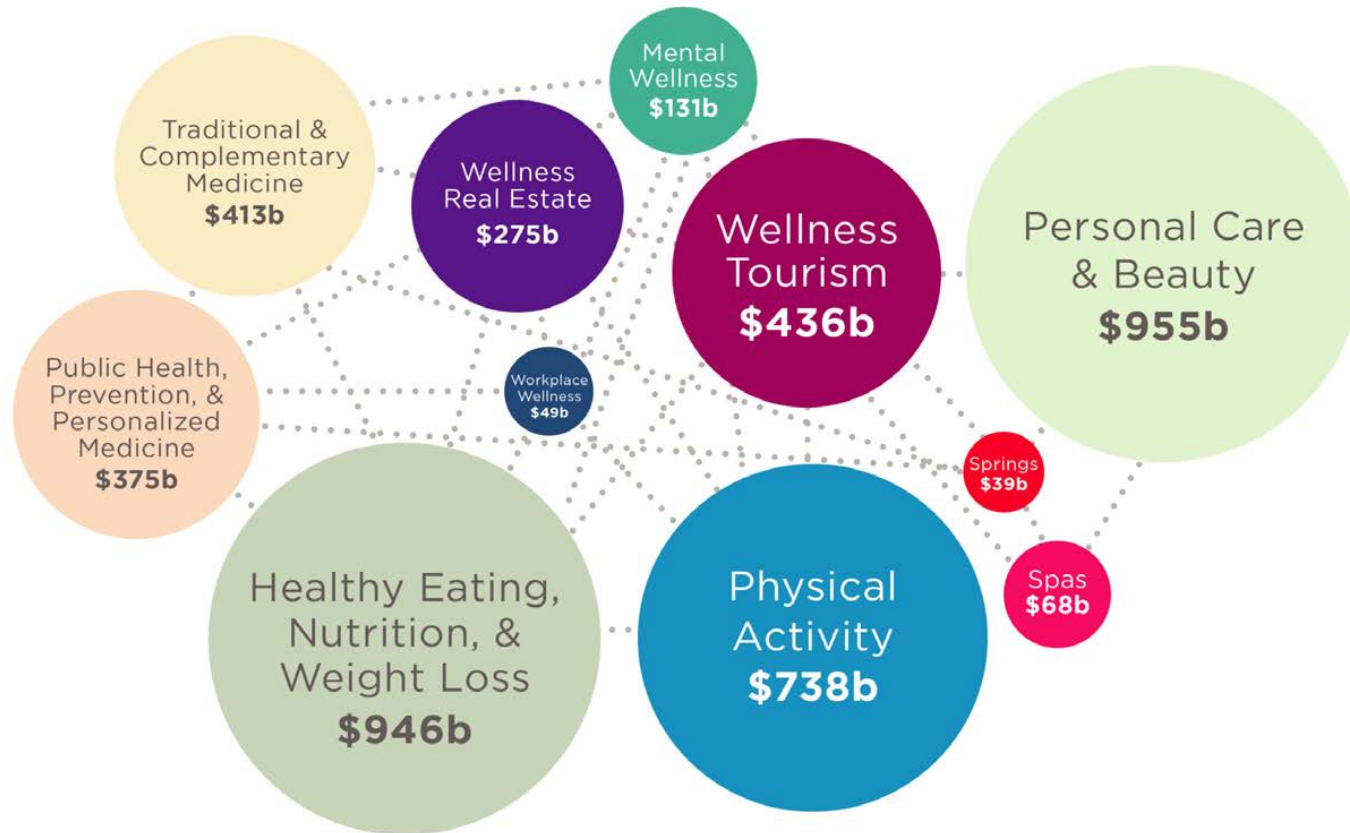 Mental
Wellness
$131b
Traditional &
Complementary
Medicine
$413b
Wellness
Real Estate
$275b
Wellness
Tourism
$436b
Personal Care
& Beauty
$955b
Public Health,
Prevention, &
Personalized
Medicine
$375b
Workplace
Wellness
$49b
Springs
$39b
Healthy Eating,
Nutrition, &
Weight Loss
$946b
Physical
Activity
$738b
Spas
$68b